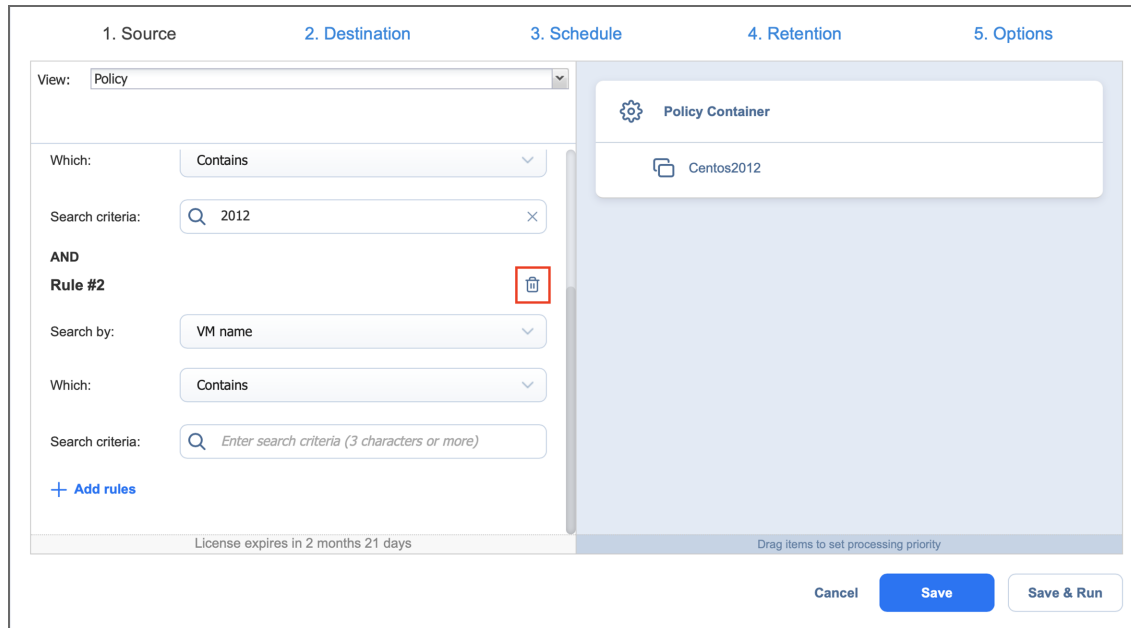 1. Source 2. Destination 3. Schedule 4. Retention 5. Options
View: Policy
Policy Container
Centos2012
Which: Contains
Search criteria: 2012
AND
Rule #2
Search by: VM name
Which: Contains
Search criteria: Enter search criteria (3 characters or more)
Add rules
License expires in 2 months 21 days
Drag items to set processing priority
Cancel Save Save & Run